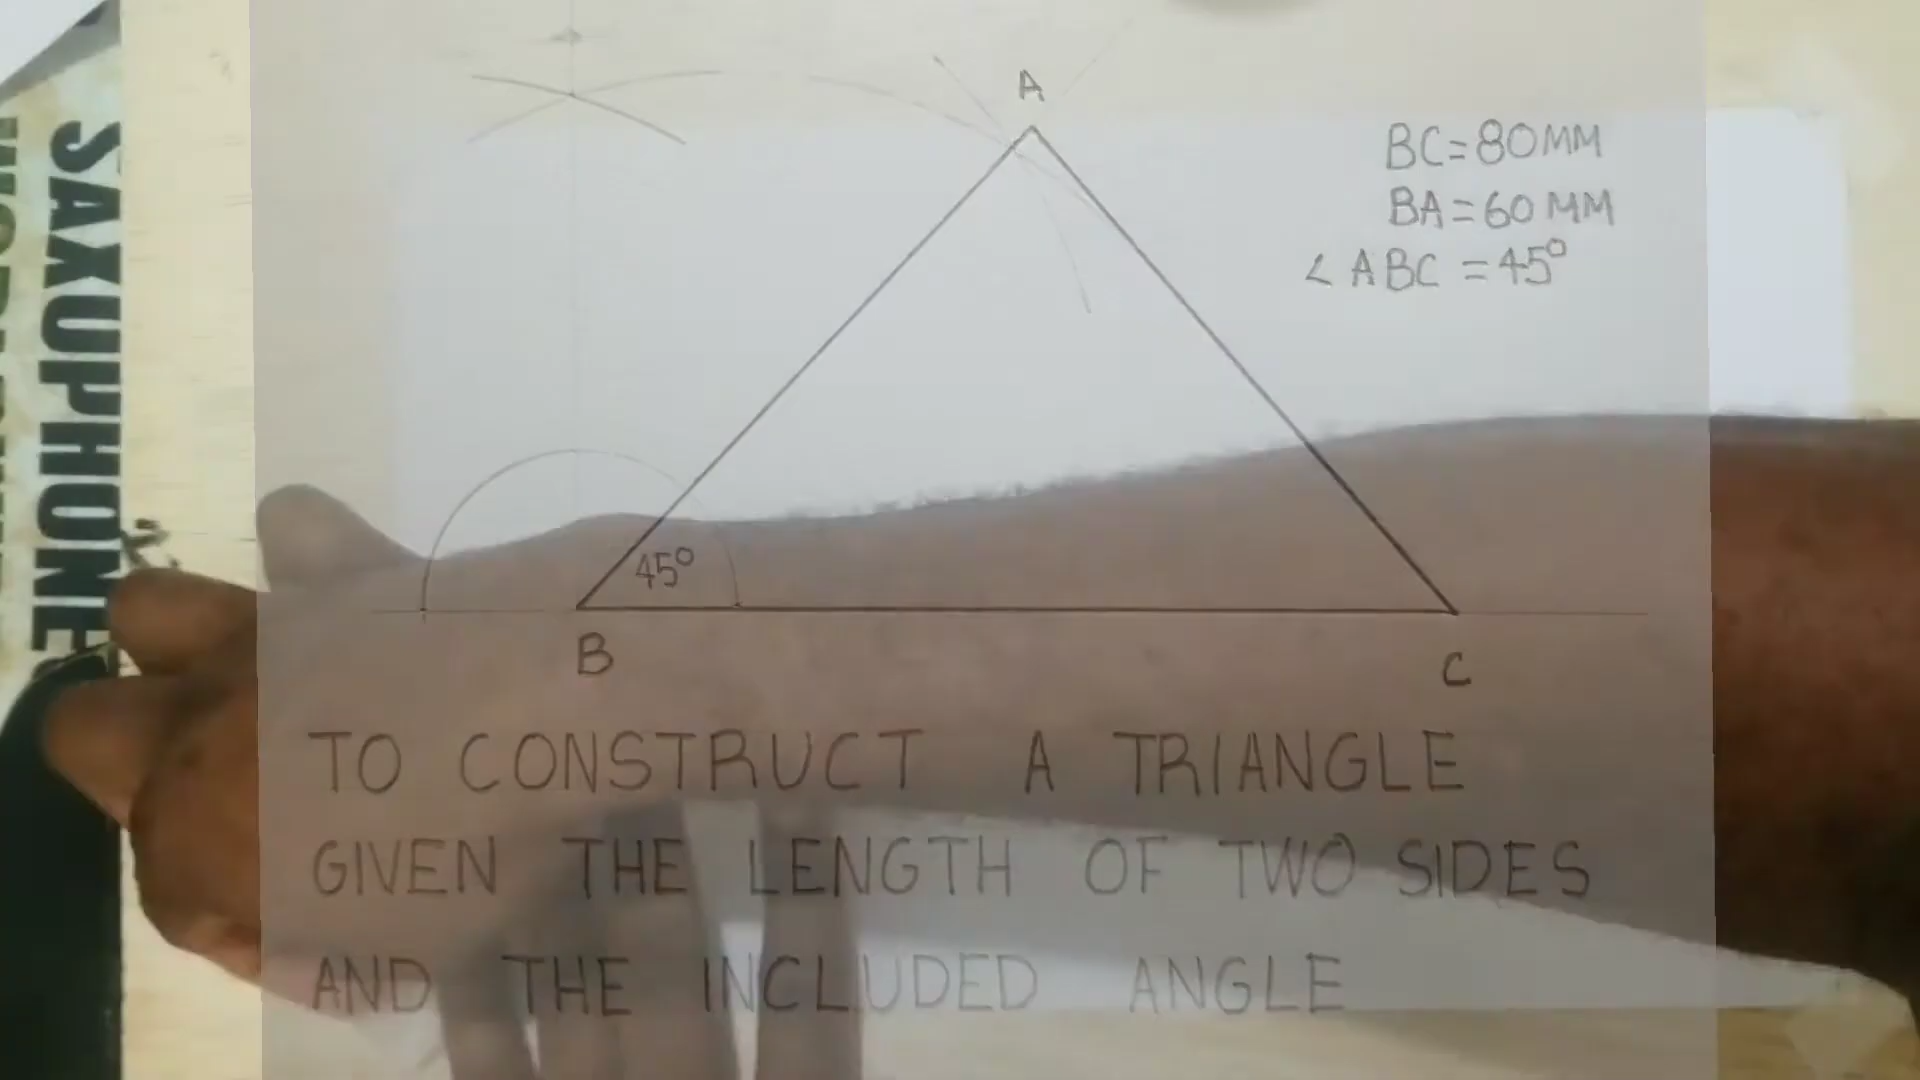 A
BC=80MM
BA=60MM
∠ABC=45°
45°
B
C
TO CONSTRUCT A TRIANGLE
GIVEN THE LENGTH OF TWO SIDES
AND THE INCLUDED ANGLE
SAXUPHONE